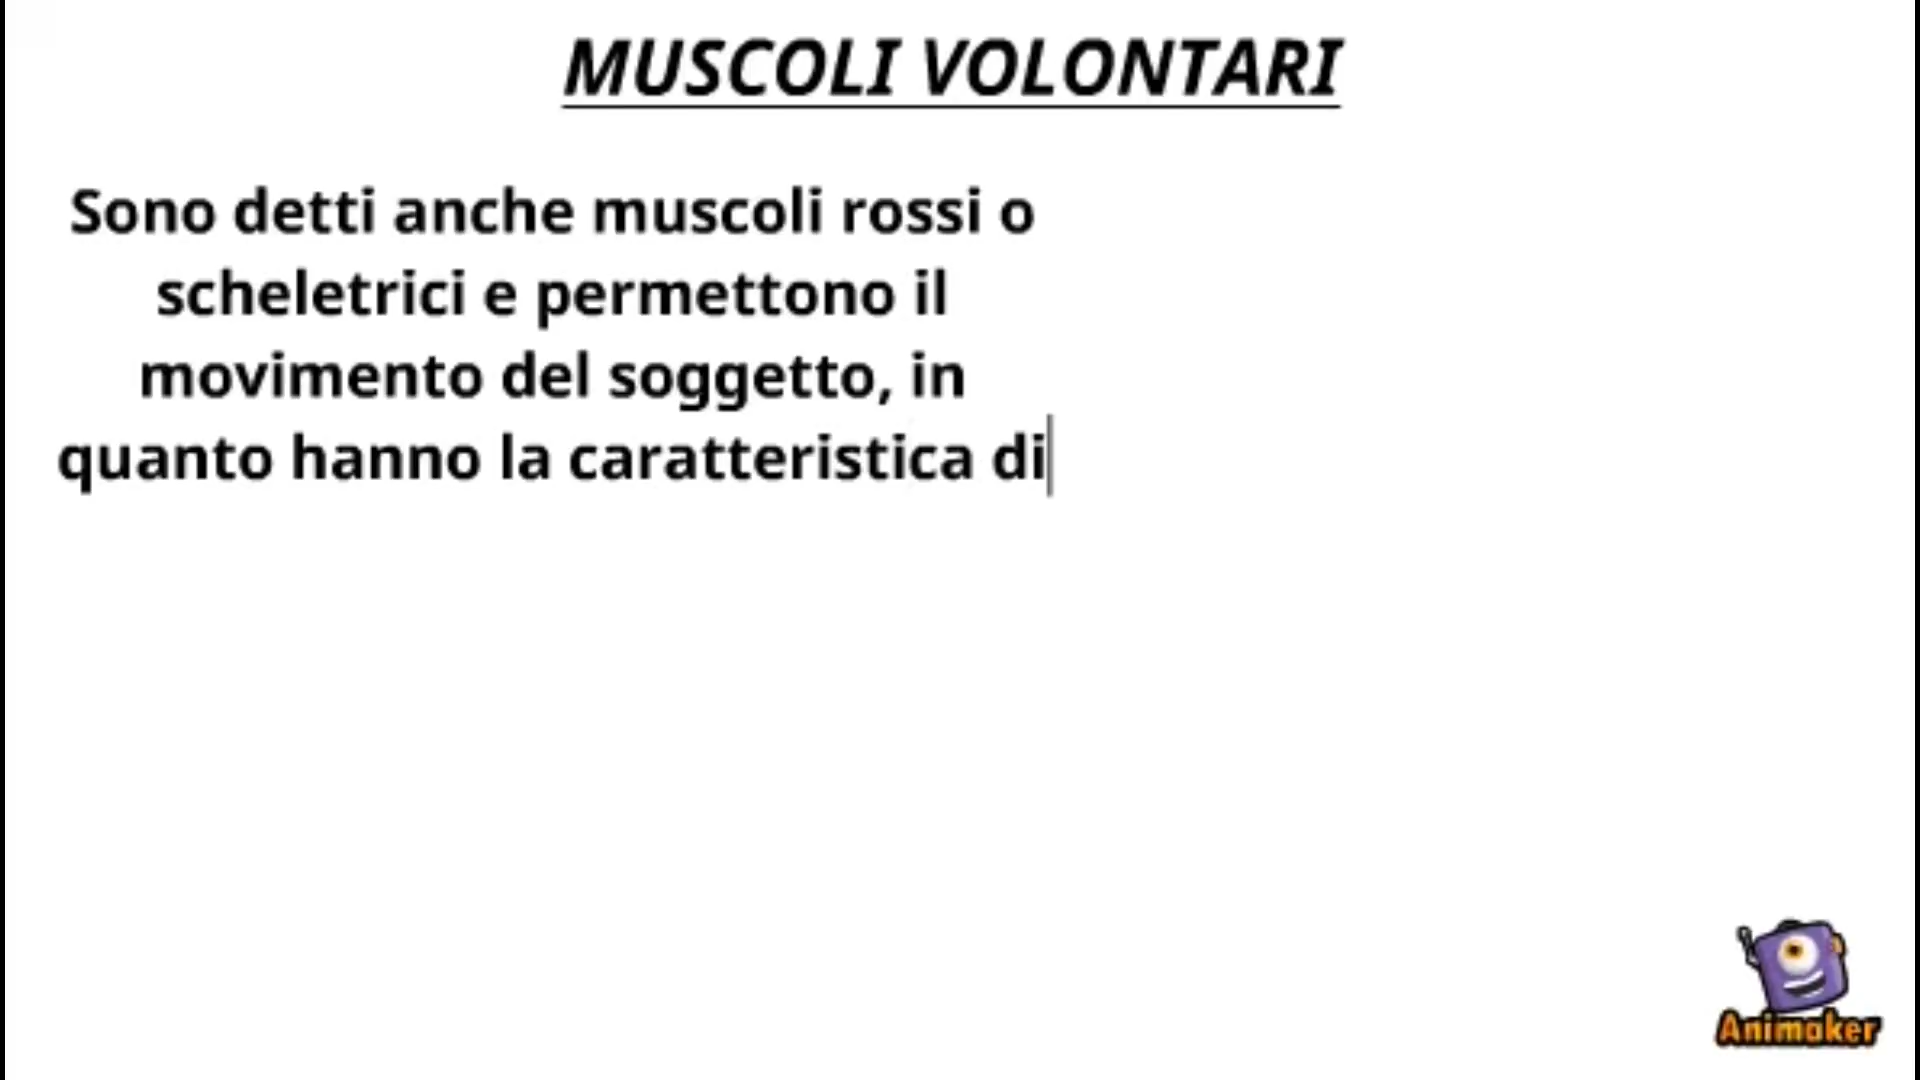 MUSCOLI VOLONTARI
Sono detti anche muscoli rossi o
scheletrici e permettono il
movimento del soggetto, in
quanto hanno la caratteristica di
Animaker